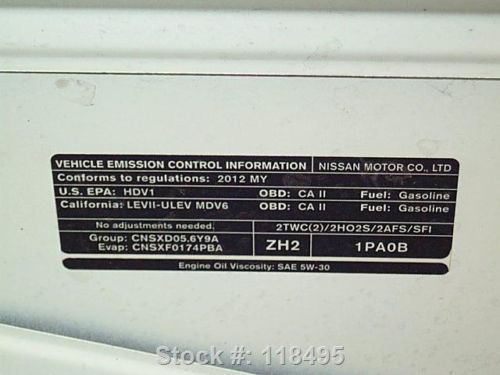 VEHICLE EMISSION CONTROL INFORMATION NISSAN MOTOR CO., LTD
Conforms to regulations: 2012 MY
U.S. EPA: HDV1 OBD: CA II Fuel: Gasoline
California: LEVII-ULEV MDV6 OBD: CA II Fuel: Gasoline
No adjustments needed. 2TWC(2)/2HO2S/2AFS/SFI
Group: CNSXD05.6Y9A
Evap: CNSXF0174PBA
ZH2 1PA0B
Engine Oil Viscosity: SAE 5W-30
Stock #: 118495